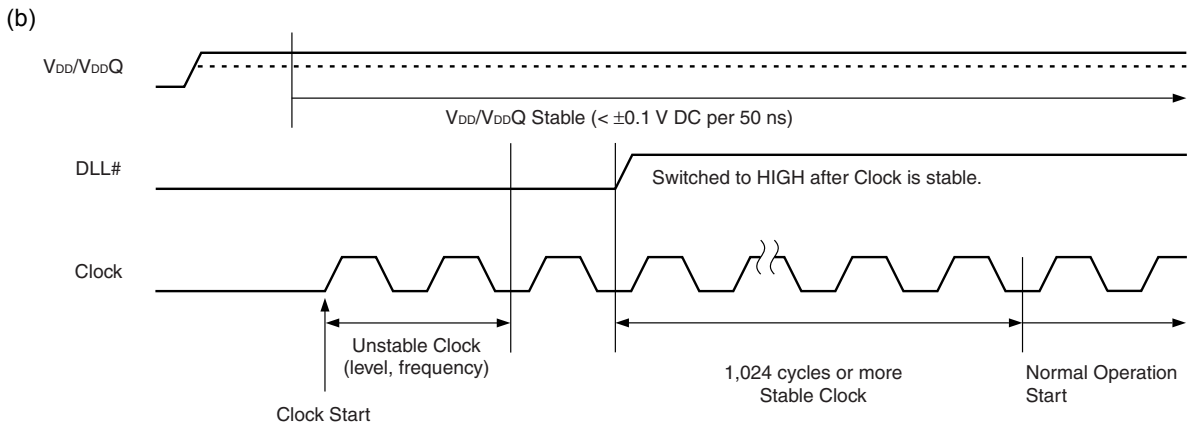 (b)
VDD/VDDQ
VDD/VDDQ Stable (< ±0.1 V DC per 50 ns)
DLL#
Switched to HIGH after Clock is stable.
Clock
Unstable Clock
(level, frequency)
1,024 cycles or more
Stable Clock
Normal Operation
Start
Clock Start